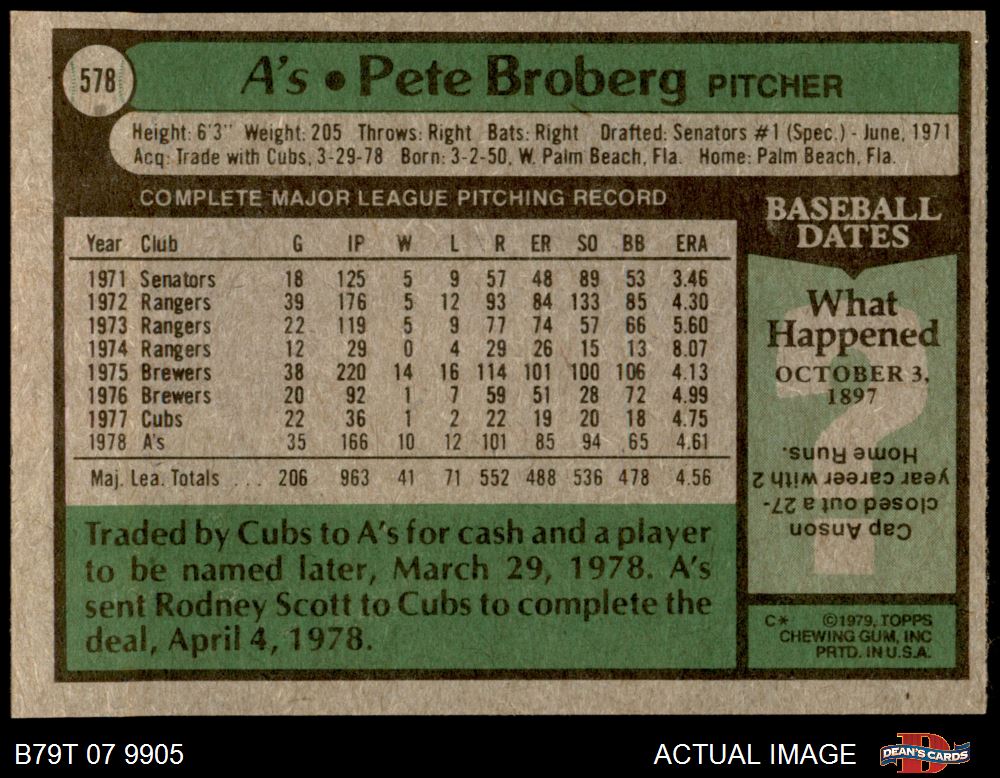 578
A's • Pete Broberg PITCHER
Height: 6'3" Weight: 205 Throws: Right Bats: Right Drafted: Senators #1 (Spec.) - June, 1971
Acq: Trade with Cubs, 3-29-78 Born: 3-2-50, W. Palm Beach, Fla. Home: Palm Beach, Fla.
COMPLETE MAJOR LEAGUE PITCHING RECORD
Year Club G IP W L R ER SO BB ERA
1971 Senators 18 125 5 9 57 48 89 53 3.46
1972 Rangers 39 176 5 12 93 84 133 85 4.30
1973 Rangers 22 119 5 9 77 74 57 66 5.60
1974 Rangers 12 29 0 4 29 26 15 13 8.07
1975 Brewers 38 220 14 16 114 101 100 106 4.13
1976 Brewers 20 92 1 7 59 51 28 72 4.99
1977 Cubs 22 36 1 2 22 19 20 18 4.75
1978 A's 35 166 10 12 101 85 94 65 4.61
Maj. Lea. Totals ... 206 963 41 71 552 488 536 478 4.56
Traded by Cubs to A's for cash and a player
to be named later, March 29, 1978. A's
sent Rodney Scott to Cubs to complete the
deal, April 4, 1978.
BASEBALL
DATES
What
Happened
OCTOBER 3,
1897
?
Cap Anson
closed out a 27-
year career with 2
Home Runs.
C* ©1979, TOPPS
CHEWING GUM, INC
PRTD. IN U.S.A.
B79T 07 9905
ACTUAL IMAGE
D
DEAN'S CARDS